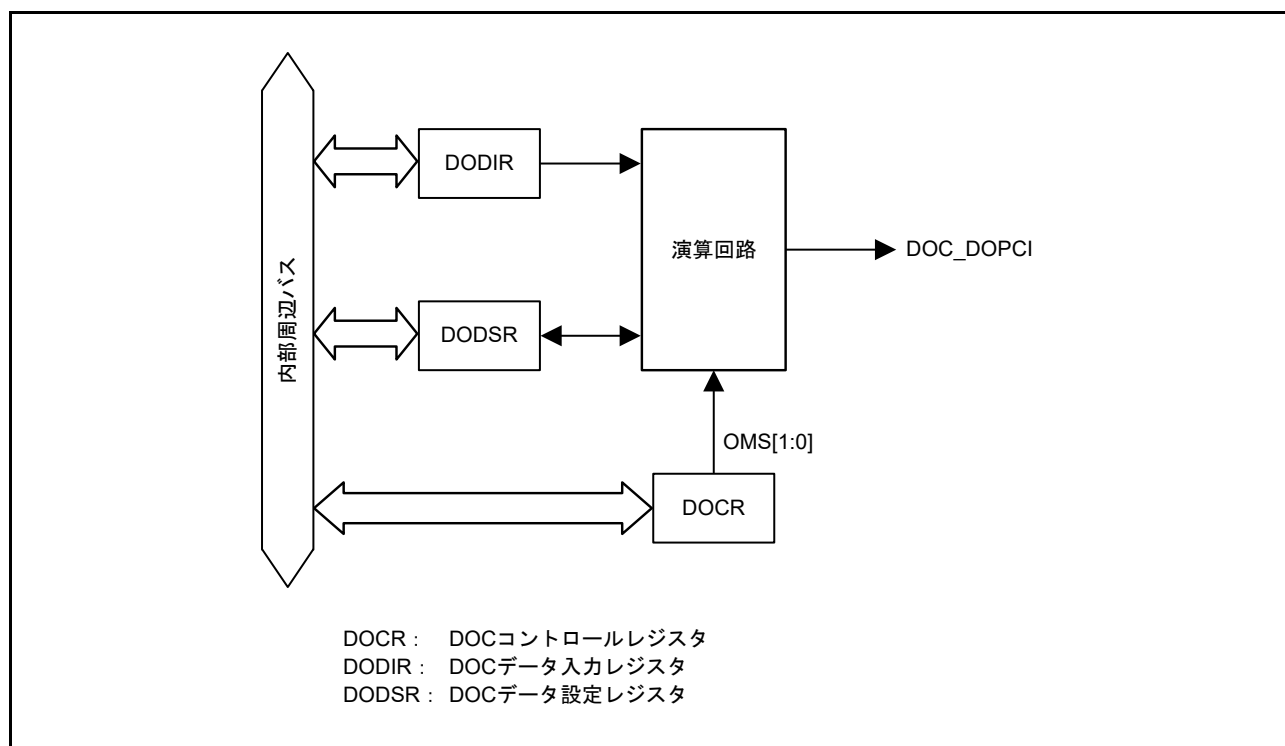 DODIR
演算回路
DOC_DOPCI
内部周辺バス
DODSR
OMS[1:0]
DOCR
DOCR : DOCコントロールレジスタ
DODIR : DOCデータ入力レジスタ
DODSR : DOCデータ設定レジスタ